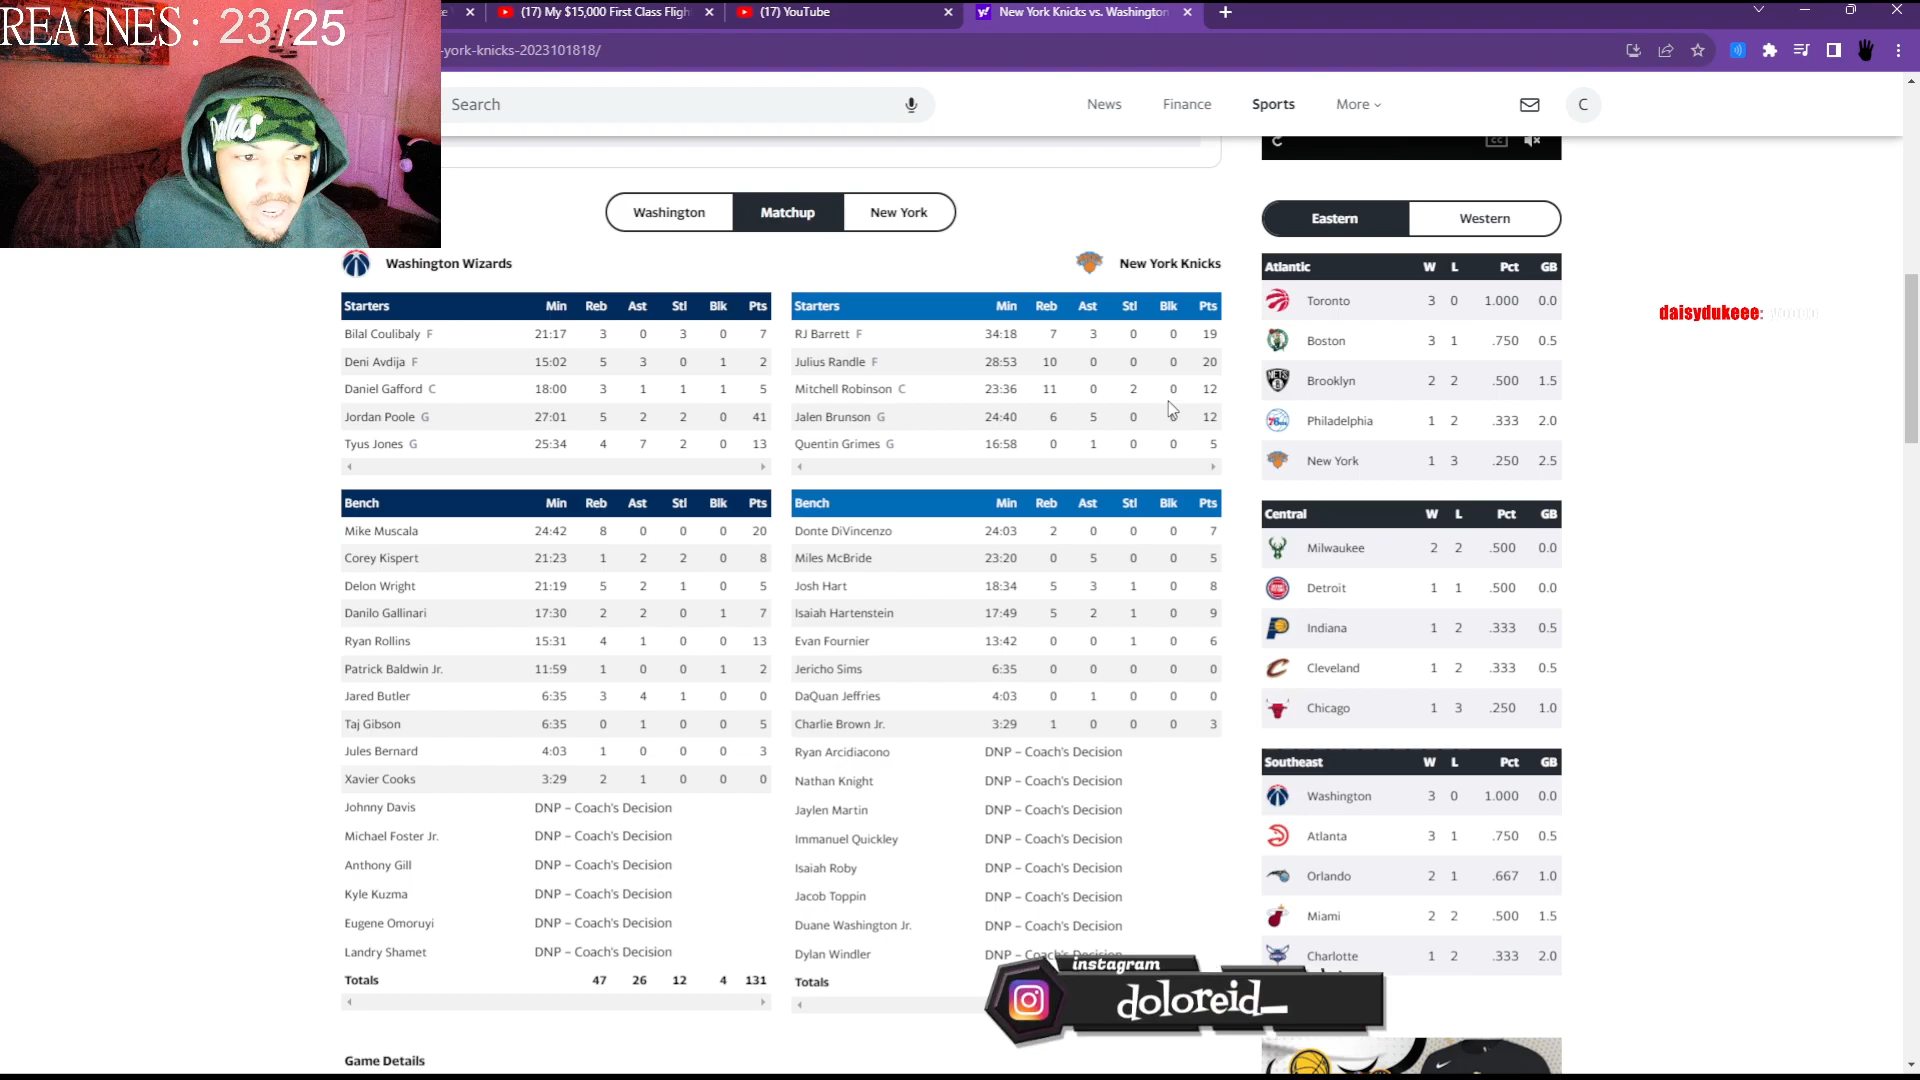 REA1NES: 23/25
(17) My $15,000 First Class Fligh
(17) YouTube
New York Knicks vs. Washington
-york-knicks-2023101818/
Dallas
Search
News Finance Sports More
C
Washington Matchup New York
Washington Wizards
Starters Min Reb Ast Stl Blk Pts
Bilal Coulibaly F 21:17 3 0 3 0 7
Deni Avdija F 15:02 5 3 0 1 2
Daniel Gafford C 18:00 3 1 1 1 5
Jordan Poole G 27:01 5 2 2 0 41
Tyus Jones G 25:34 4 7 2 0 13
Bench Min Reb Ast Stl Blk Pts
Mike Muscala 24:42 8 0 0 0 20
Corey Kispert 21:23 1 2 2 0 8
Delon Wright 21:19 5 2 1 0 5
Danilo Gallinari 17:30 2 2 0 1 7
Ryan Rollins 15:31 4 1 0 0 13
Patrick Baldwin Jr. 11:59 1 0 0 1 2
Jared Butler 6:35 3 4 1 0 0
Taj Gibson 6:35 0 1 0 0 5
Jules Bernard 4:03 1 0 0 0 3
Xavier Cooks 3:29 2 1 0 0 0
Johnny Davis DNP - Coach's Decision
Michael Foster Jr. DNP - Coach's Decision
Anthony Gill DNP - Coach's Decision
Kyle Kuzma DNP - Coach's Decision
Eugene Omoruyi DNP - Coach's Decision
Landry Shamet DNP - Coach's Decision
Totals 47 26 12 4 131
Game Details
New York Knicks
Starters Min Reb Ast Stl Blk Pts
RJ Barrett F 34:18 7 3 0 0 19
Julius Randle F 28:53 10 0 0 0 20
Mitchell Robinson C 23:36 11 0 2 0 12
Jalen Brunson G 24:40 6 5 0 0 12
Quentin Grimes G 16:58 0 1 0 0 5
Bench Min Reb Ast Stl Blk Pts
Donte DiVincenzo 24:03 2 0 0 0 7
Miles McBride 23:20 0 5 0 0 5
Josh Hart 18:34 5 3 1 0 8
Isaiah Hartenstein 17:49 5 2 1 0 9
Evan Fournier 13:42 0 0 1 0 6
Jericho Sims 6:35 0 0 0 0 0
DaQuan Jeffries 4:03 0 1 0 0 0
Charlie Brown Jr. 3:29 1 0 0 0 3
Ryan Arcidiacono DNP - Coach's Decision
Nathan Knight DNP - Coach's Decision
Jaylen Martin DNP - Coach's Decision
Immanuel Quickley DNP - Coach's Decision
Isaiah Roby DNP - Coach's Decision
Jacob Toppin DNP - Coach's Decision
Duane Washington Jr. DNP - Coach's Decision
Dylan Windler DNP - Coach's Decision
Totals
instagram
doloreid_
CC
Eastern Western
Atlantic W L Pct GB
Toronto 3 0 1.000 0.0
Boston 3 1 .750 0.5
Brooklyn 2 2 .500 1.5
Philadelphia 1 2 .333 2.0
New York 1 3 .250 2.5
Central W L Pct GB
Milwaukee 2 2 .500 0.0
Detroit 1 1 .500 0.0
Indiana 1 2 .333 0.5
Cleveland 1 2 .333 0.5
Chicago 1 3 .250 1.0
Southeast W L Pct GB
Washington 3 0 1.000 0.0
Atlanta 3 1 .750 0.5
Orlando 2 1 .667 1.0
Miami 2 2 .500 1.5
Charlotte 1 2 .333 2.0
daisydukeee: